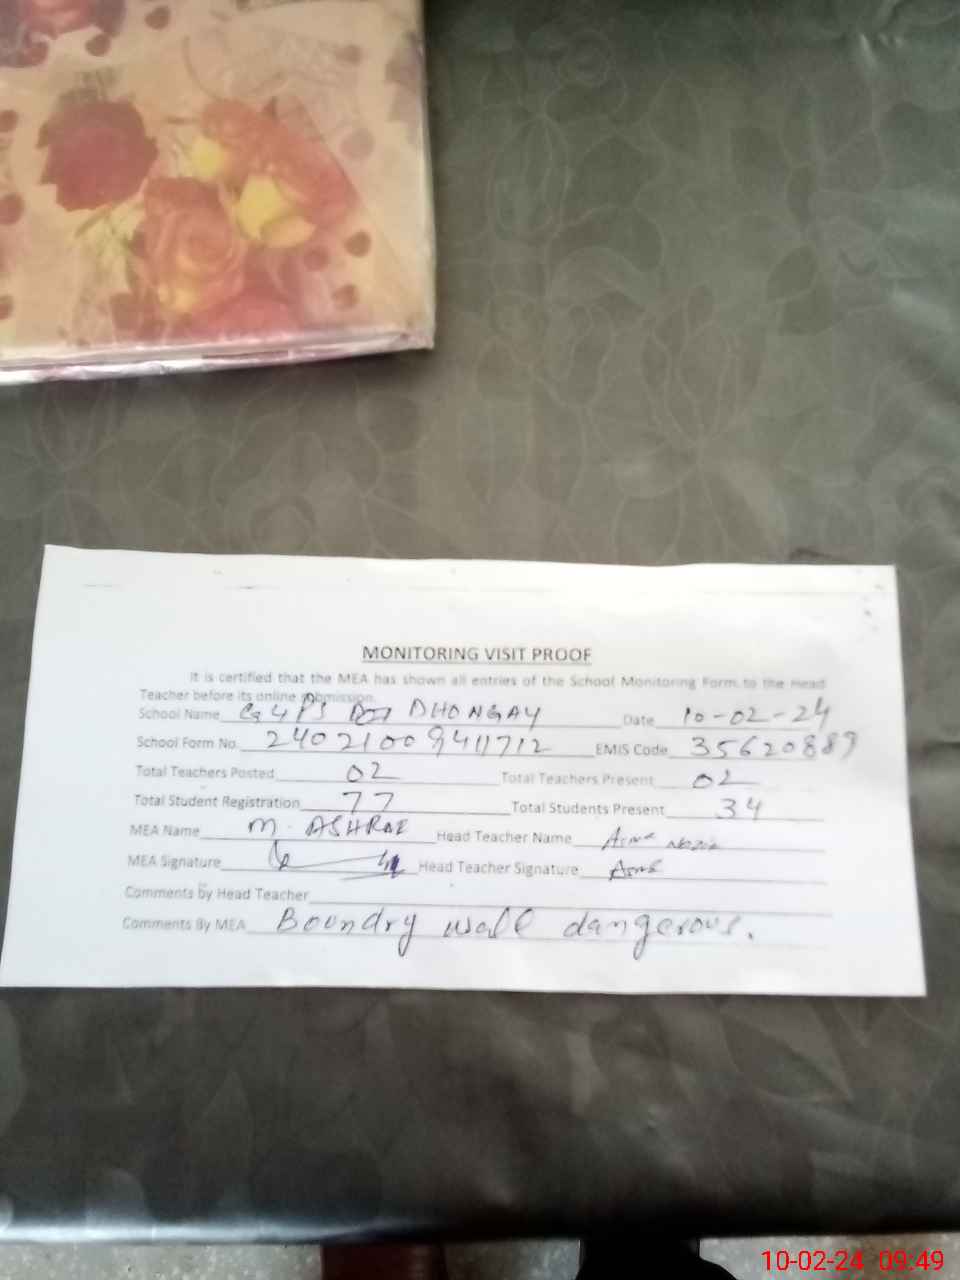 MONITORING VISIT PROOF
It is certified that the MEA has shown all entries of the School Monitoring Form to the Head
Teacher before its online submission.
School Name DHONGAY Date 10-02-24
School Form No. 24021009411712 EMIS Code 35620889
Total Teachers Posted 02 Total Teachers Present 02
Total Student Registration 77 Total Students Present 34
MEA Name M. ASHRAF Head Teacher Name Asma
MEA Signature Head Teacher Signature Asma
Comments by Head Teacher
Comments By MEA Boundry wall dangerous.
10-02-24 09:49